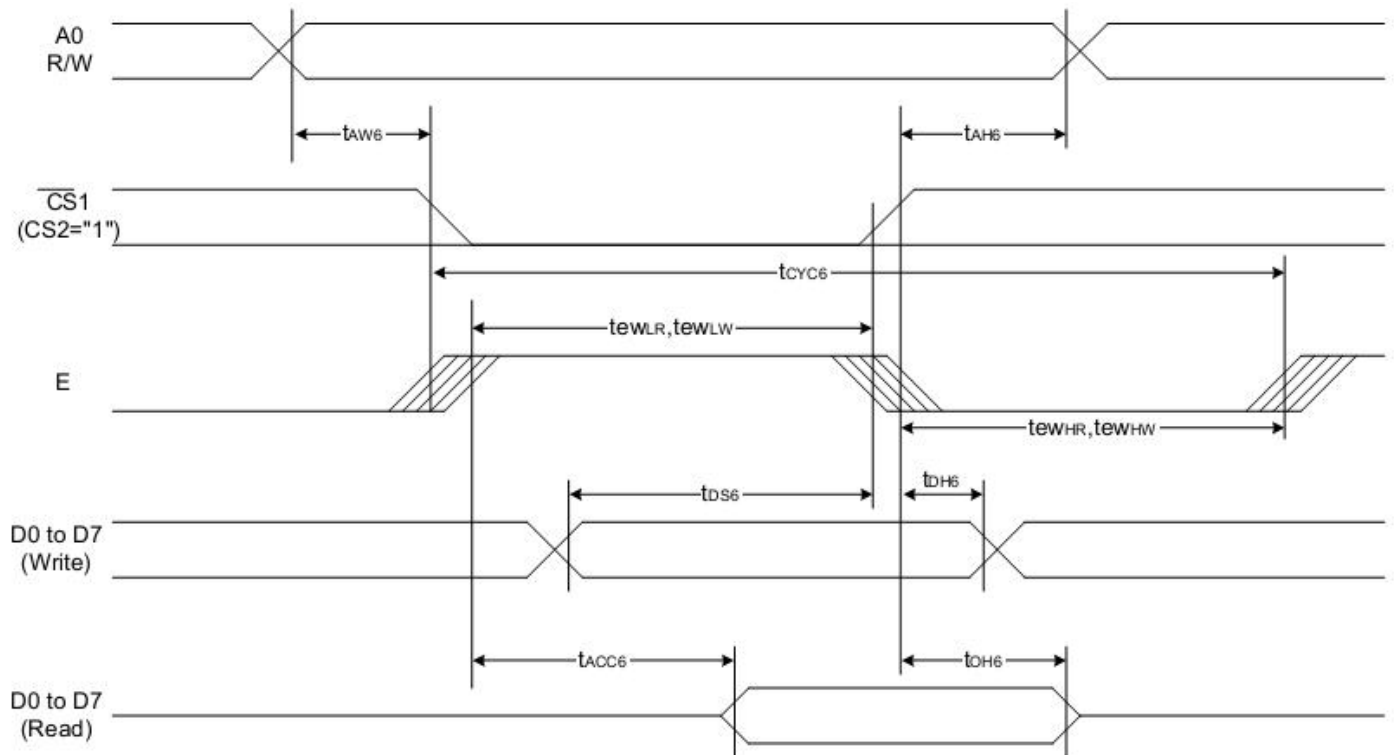 A0
R/W
tAW6
tAH6
CS1
(CS2="1")
tCYC6
tewLR,tewLW
E
tewHR,tewHW
tDS6
tDH6
D0 to D7
(Write)
tACC6
tOH6
D0 to D7
(Read)